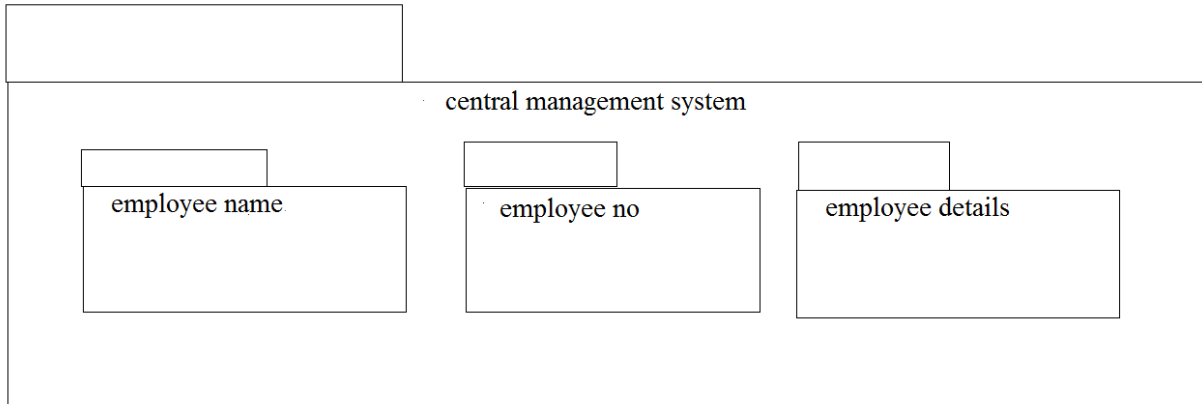 central management system
employee name
employee no
employee details